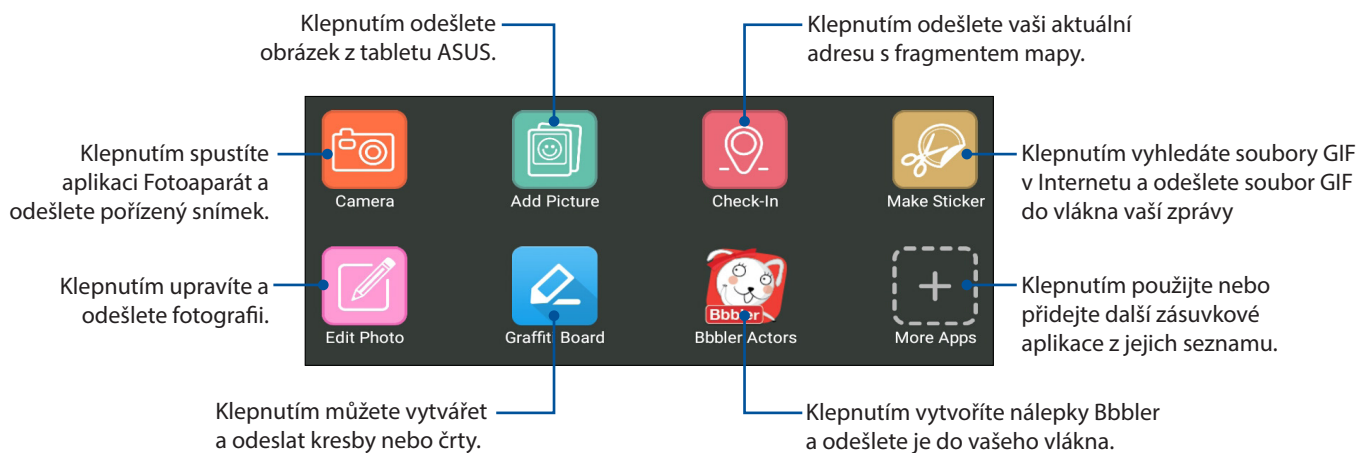 Klepnutím odešlete
obrázek z tabletu ASUS.
Klepnutím odešlete vaši aktuální
adresu s fragmentem mapy.
Klepnutím spustíte
aplikaci Fotoaparát a
odešlete pořízený snímek.
Camera
Add Picture
Check-In
Make Sticker
Klepnutím vyhledáte soubory GIF
v Internetu a odešlete soubor GIF
do vlákna vaší zprávy
Klepnutím upravíte a
odešlete fotografii.
Bbbler
Edit Photo
Graffiti Board
Bbbler Actors
More Apps
Klepnutím použijte nebo
přidejte další zásuvkové
aplikace z jejich seznamu.
Klepnutím můžete vytvářet
a odeslat kresby nebo črty.
Klepnutím vytvoříte nálepky Bbbler
a odešlete je do vašeho vlákna.